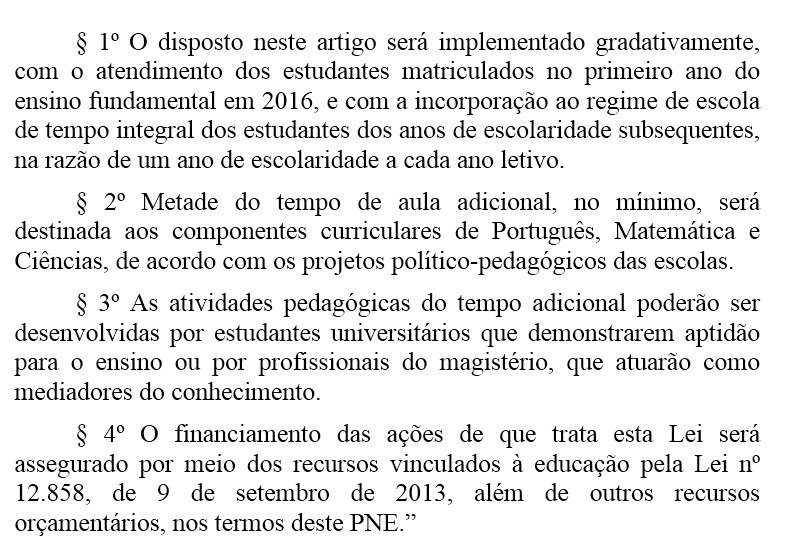 § 1º O disposto neste artigo será implementado gradativamente,
com o atendimento dos estudantes matriculados no primeiro ano do
ensino fundamental em 2016, e com a incorporação ao regime de escola
de tempo integral dos estudantes dos anos de escolaridade subsequentes,
na razão de um ano de escolaridade a cada ano letivo.
§ 2º Metade do tempo de aula adicional, no mínimo, será
destinada aos componentes curriculares de Português, Matemática e
Ciências, de acordo com os projetos político-pedagógicos das escolas.
§ 3º As atividades pedagógicas do tempo adicional poderão ser
desenvolvidas por estudantes universitários que demonstrarem aptidão
para o ensino ou por profissionais do magistério, que atuarão como
mediadores do conhecimento.
§ 4º O financiamento das ações de que trata esta Lei será
assegurado por meio dos recursos vinculados à educação pela Lei nº
12.858, de 9 de setembro de 2013, além de outros recursos
orçamentários, nos termos deste PNE.”